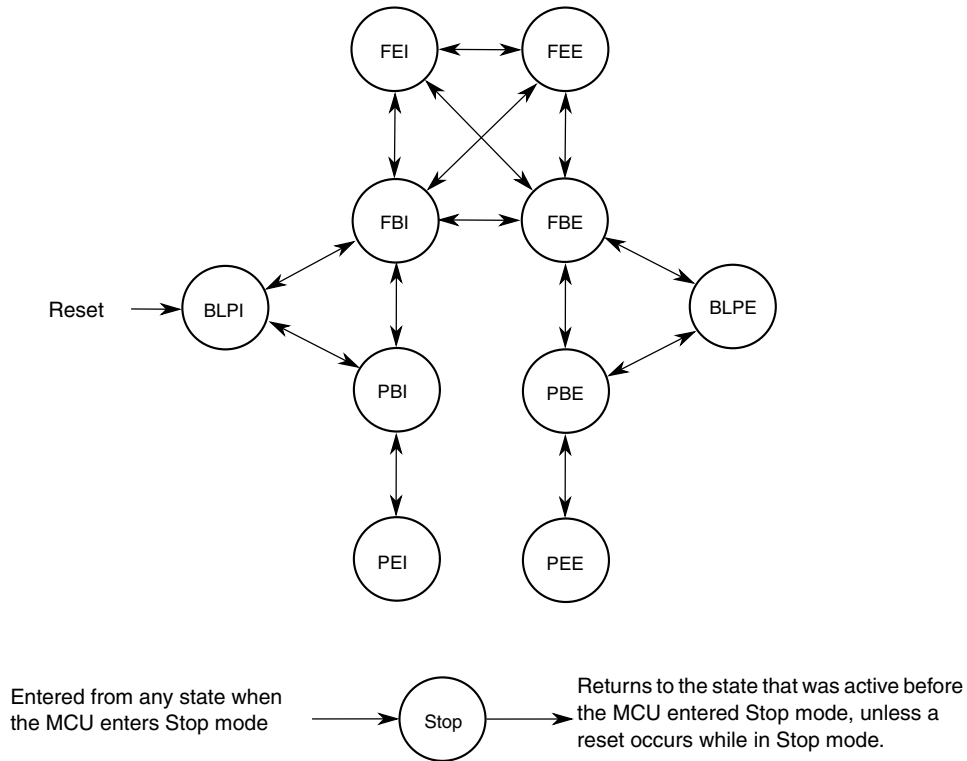 FEI
FEE
FBI
FBE
Reset
BLPI
BLPE
PBI
PBE
PEI
PEE
Entered from any state when
the MCU enters Stop mode
Stop
Returns to the state that was active before
the MCU entered Stop mode, unless a
reset occurs while in Stop mode.